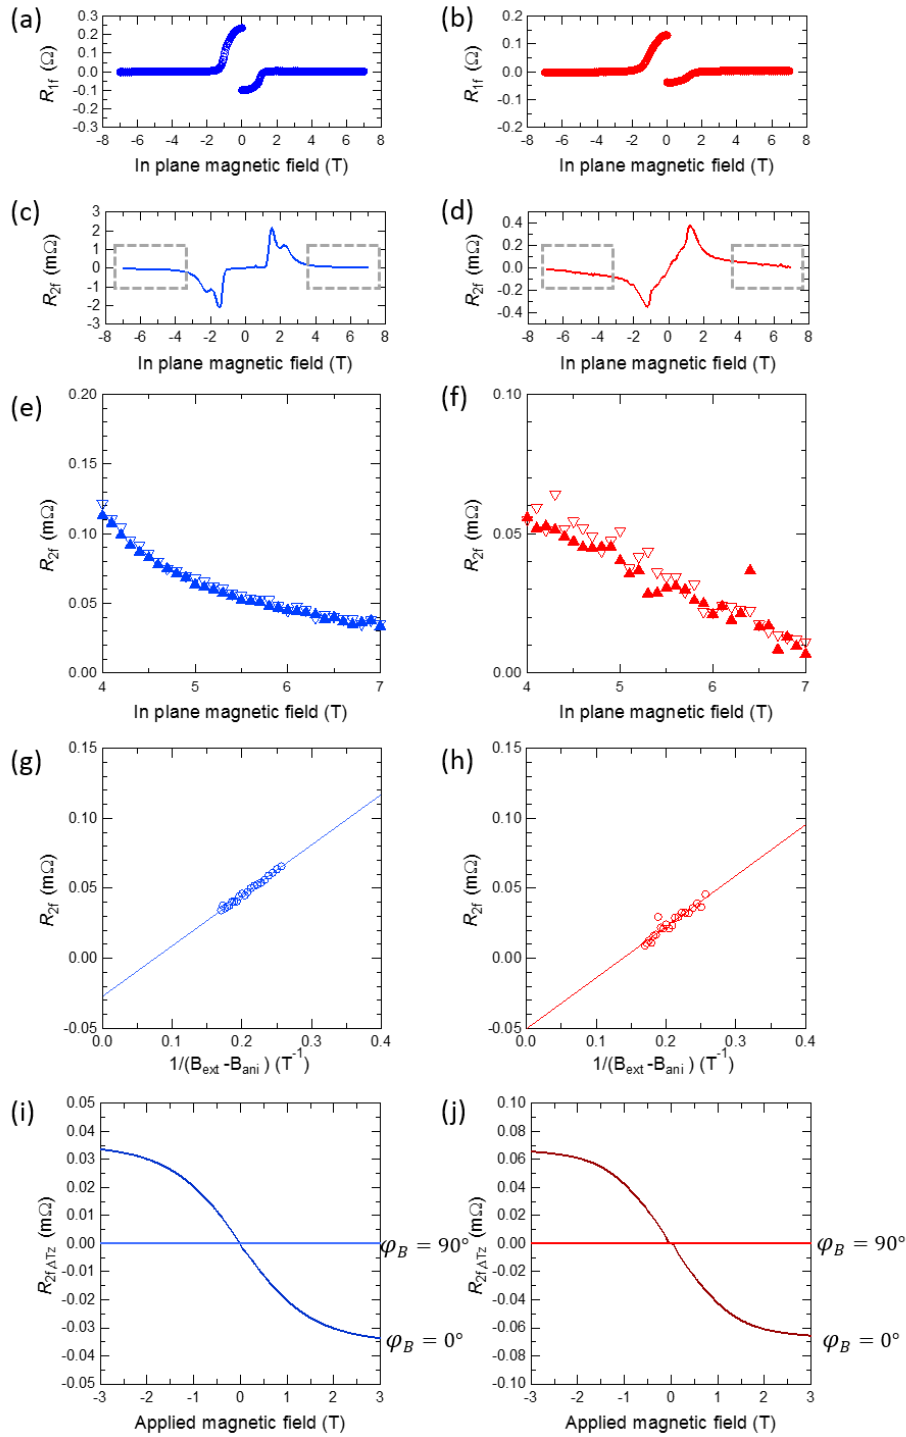 (a)
0.3
0.2
0.1
0.0
-0.1
-0.2
-0.3
R1f (Ω)
-8 -6 -4 -2 0 2 4 6 8
In plane magnetic field (T)
(b)
0.2
0.1
0.0
-0.1
-0.2
R1f (Ω)
-8 -6 -4 -2 0 2 4 6 8
In plane magnetic field (T)
(c)
3
2
1
0
-1
-2
-3
R2f (mΩ)
-8 -6 -4 -2 0 2 4 6 8
In plane magnetic field (T)
(d)
0.4
0.2
0.0
-0.2
-0.4
R2f (mΩ)
-8 -6 -4 -2 0 2 4 6 8
In plane magnetic field (T)
(e)
0.20
0.15
0.10
0.05
0.00
R2f (mΩ)
4 5 6 7
In plane magnetic field (T)
(f)
0.10
0.05
0.00
R2f (mΩ)
4 5 6 7
In plane magnetic field (T)
(g)
0.15
0.10
0.05
0.00
-0.05
R2f (mΩ)
0.0 0.1 0.2 0.3 0.4
1/(Bext -Bani ) (T-1)
(h)
0.15
0.10
0.05
0.00
-0.05
R2f (mΩ)
0.0 0.1 0.2 0.3 0.4
1/(Bext -Bani ) (T-1)
(i)
0.05
0.04
0.03
0.02
0.01
0.00
-0.01
-0.02
-0.03
-0.04
-0.05
R2f ΔTz (mΩ)
φB = 90°
φB = 0°
-3 -2 -1 0 1 2 3
Applied magnetic field (T)
(j)
0.10
0.08
0.06
0.04
0.02
0.00
-0.02
-0.04
-0.06
-0.08
-0.10
R2f ΔTz (mΩ)
φB = 90°
φB = 0°
-3 -2 -1 0 1 2 3
Applied magnetic field (T)